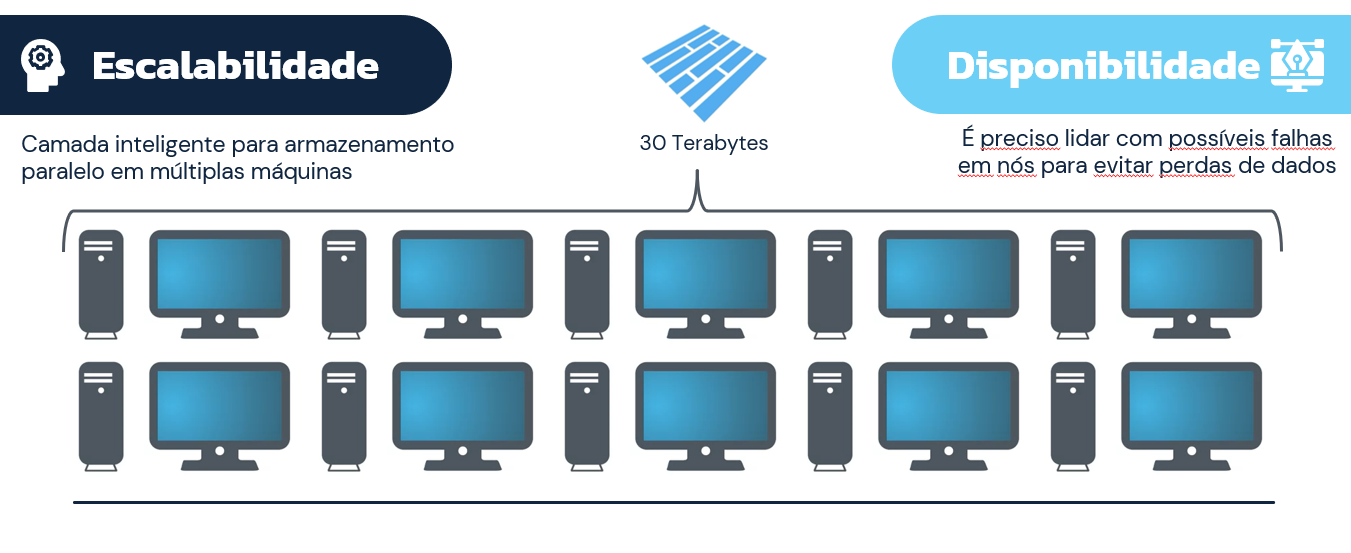 Escalabilidade
Camada inteligente para armazenamento
paralelo em múltiplas máquinas
30 Terabytes
Disponibilidade
É preciso lidar com possíveis falhas
em nós para evitar perdas de dados